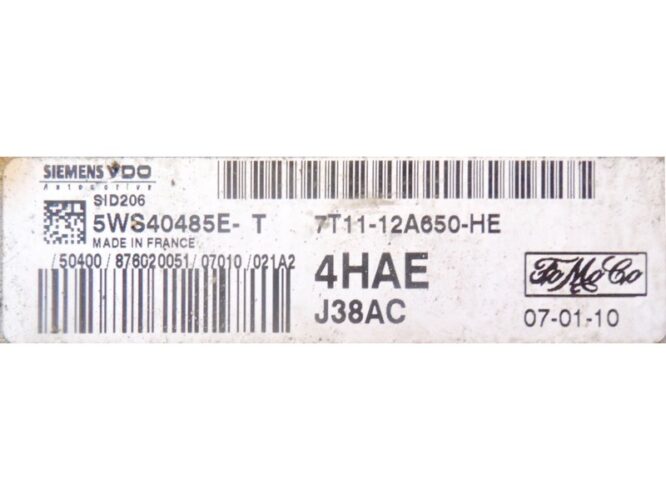 SIEMENS VDO
Automotive
SID206
5WS40485E- T
MADE IN FRANCE
7T11-12A650-HE
/50400/876G20051/07010/021A2
4HAE
J38AC
FoMoCo
07-01-10